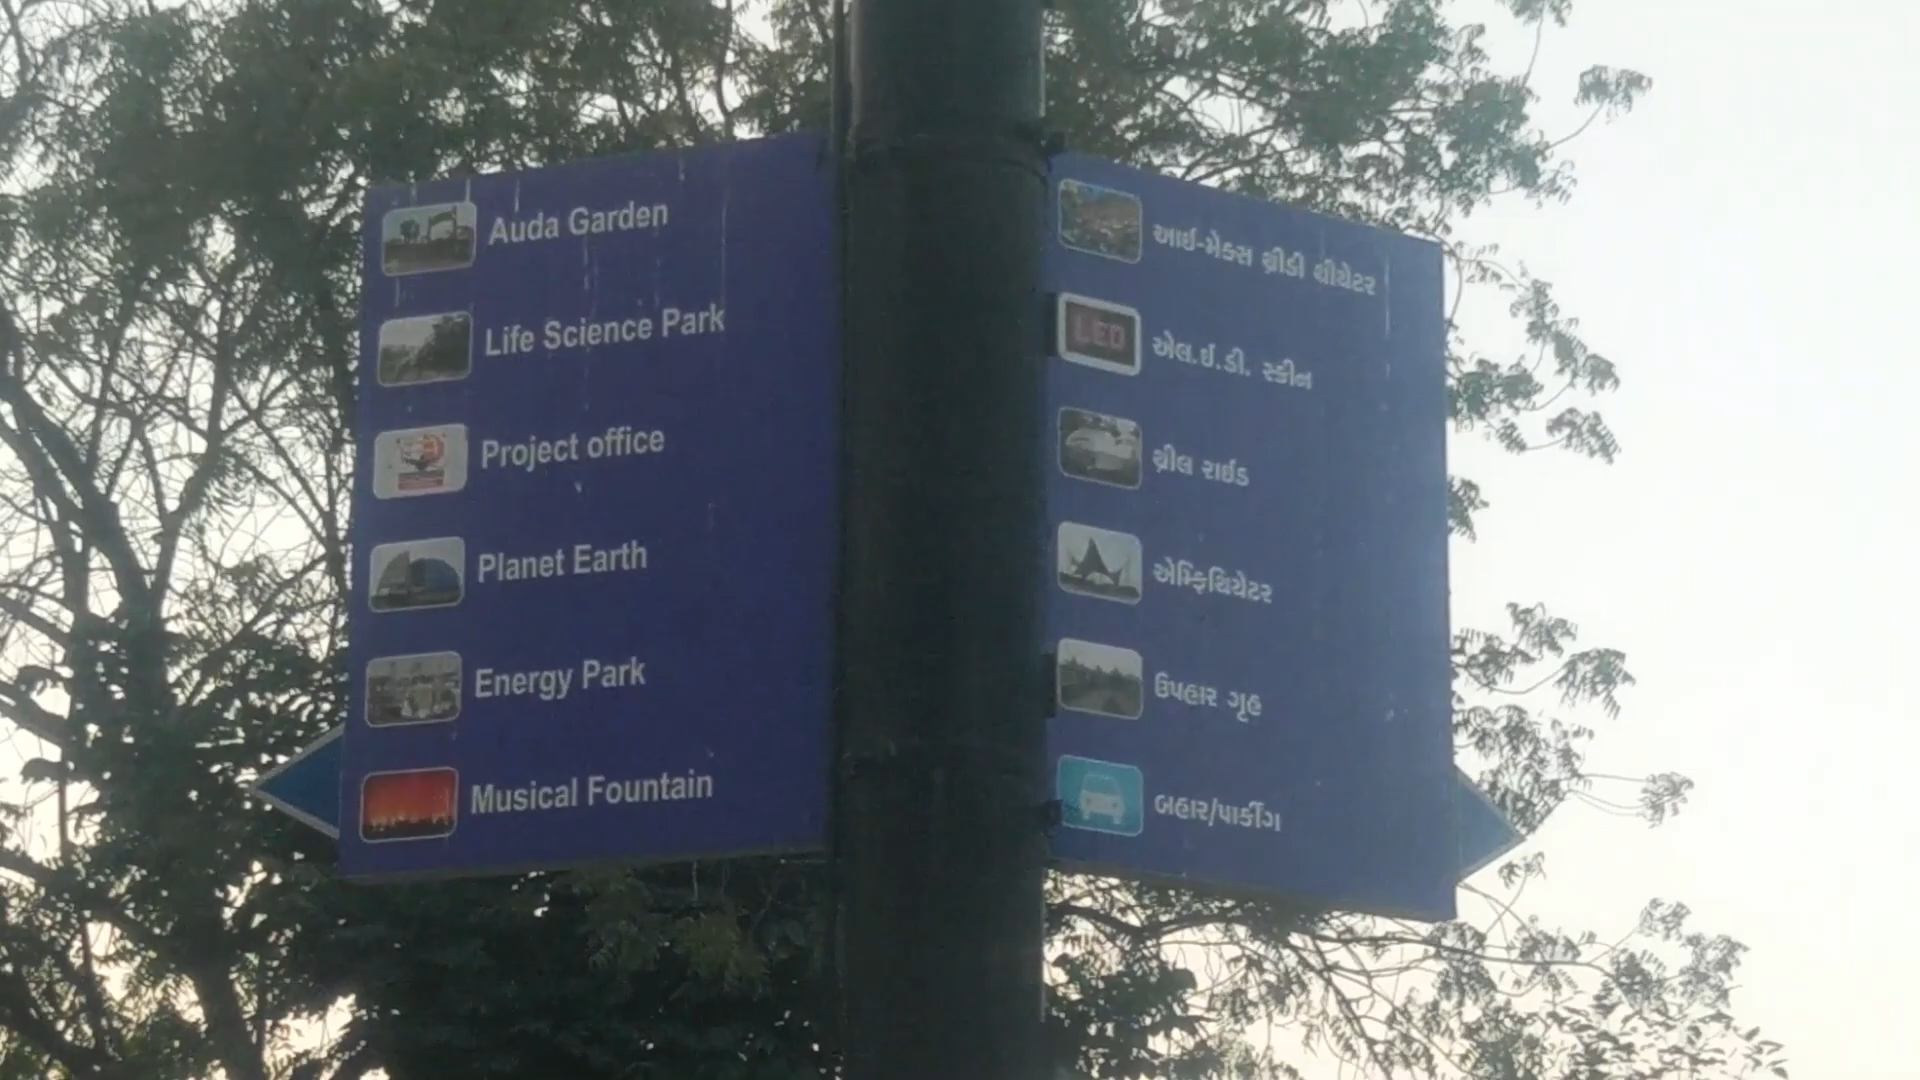 Auda Garden
Life Science Park
Project office
Planet Earth
Energy Park
Musical Fountain
આઈ-મેક્સ થ્રીડી થીયેટર
LED
એલ.ઈ.ડી. સ્ક્રીન
થ્રીલ રાઈડ
એમ્ફિથિયેટર
ઉપહાર ગૃહ
બહાર/પાર્કીંગ